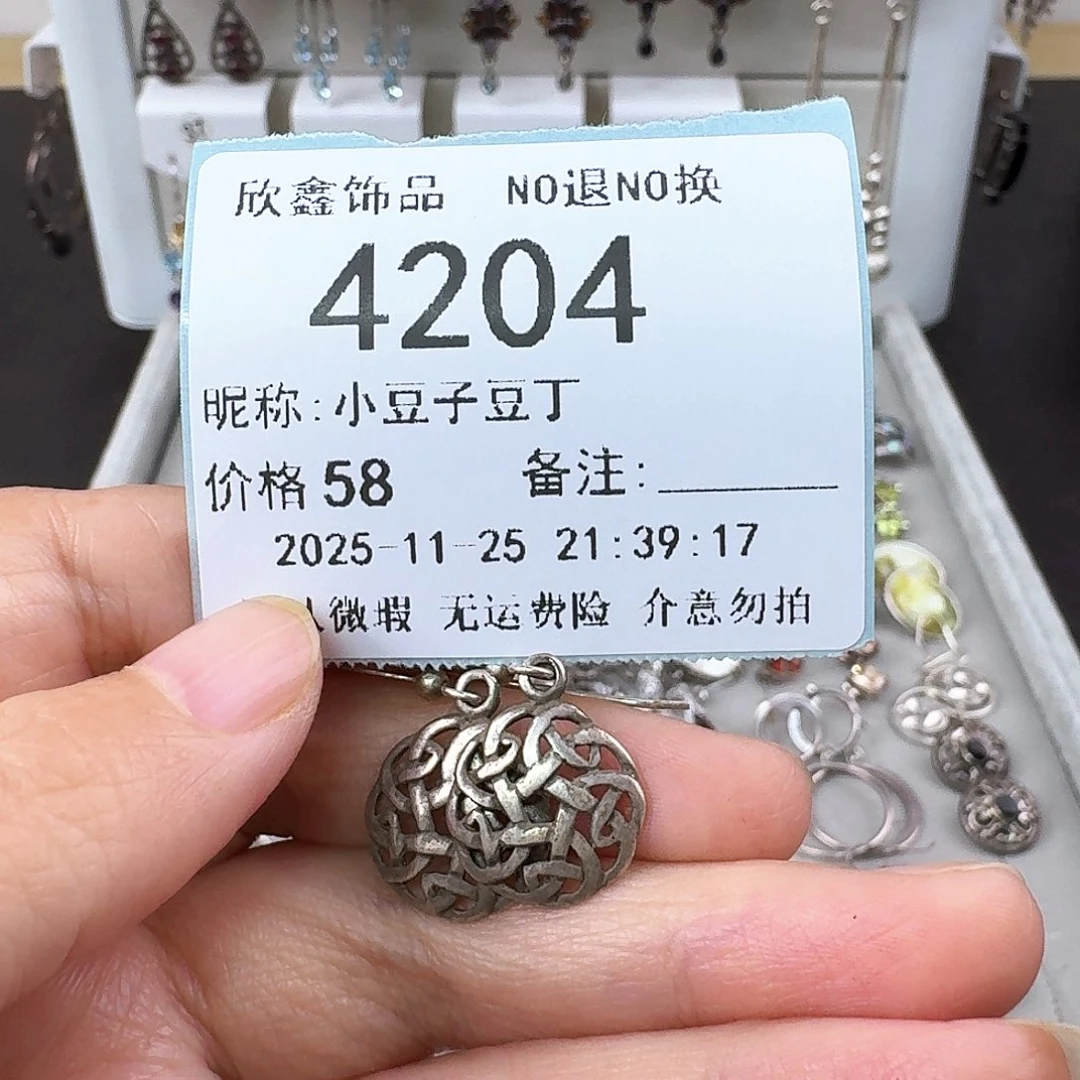 欣鑫饰品 NO退NO换
4204
昵称:小豆子豆丁
价格58 备注:
2025-11-25 21:39:17
人微瑕 无运费险 介意勿拍